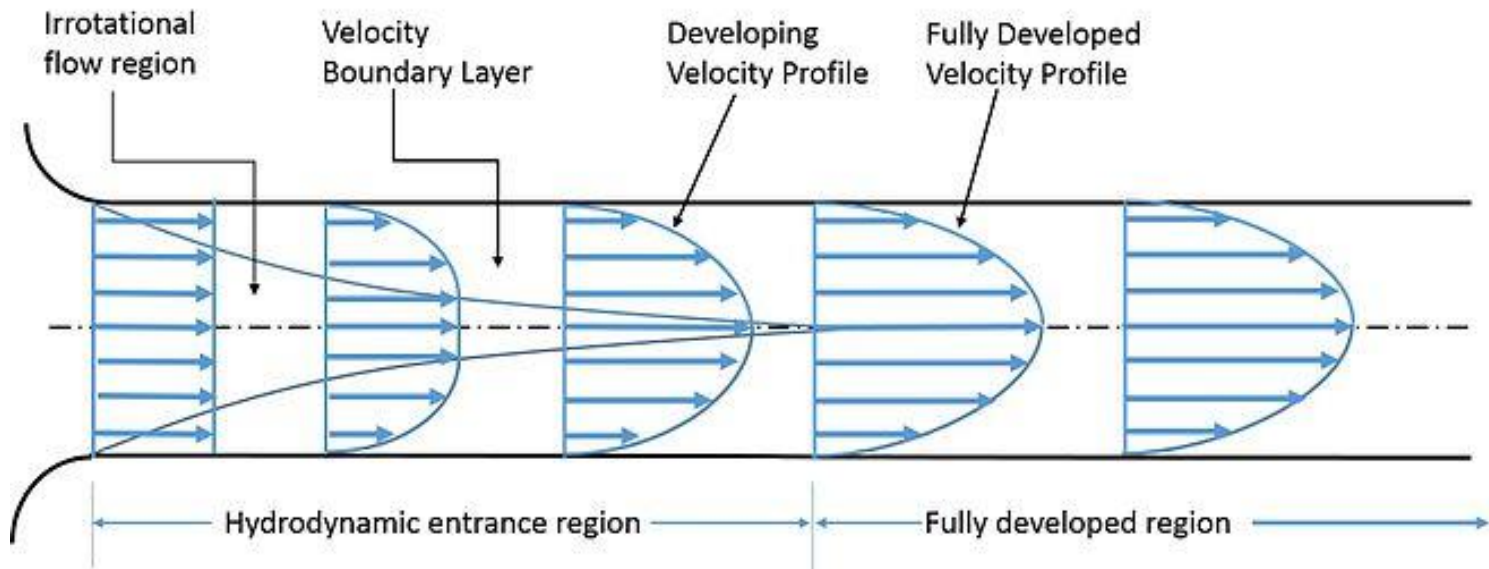 Irrotational
flow region
Velocity
Boundary Layer
Developing
Velocity Profile
Fully Developed
Velocity Profile
Hydrodynamic entrance region
Fully developed region